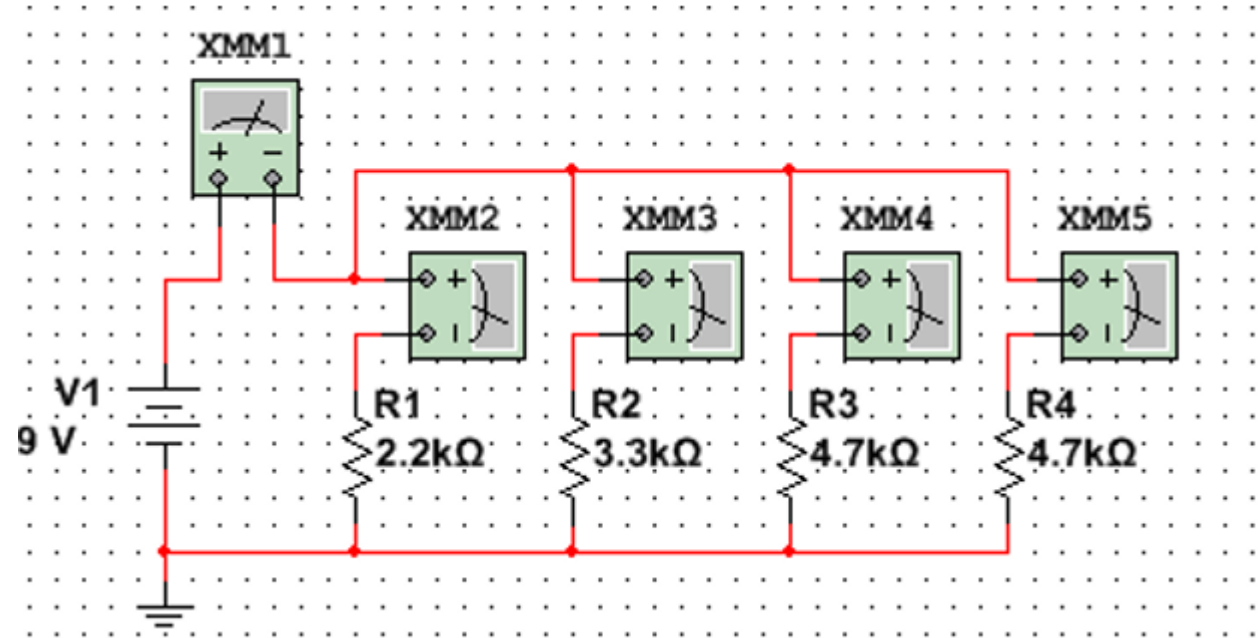 XMM1
+ −
XMM2
XMM3
XMM4
XMM5
+
+
+
+
−
−
−
−
V1
9 V
R1
2.2kΩ
R2
3.3kΩ
R3
4.7kΩ
R4
4.7kΩ